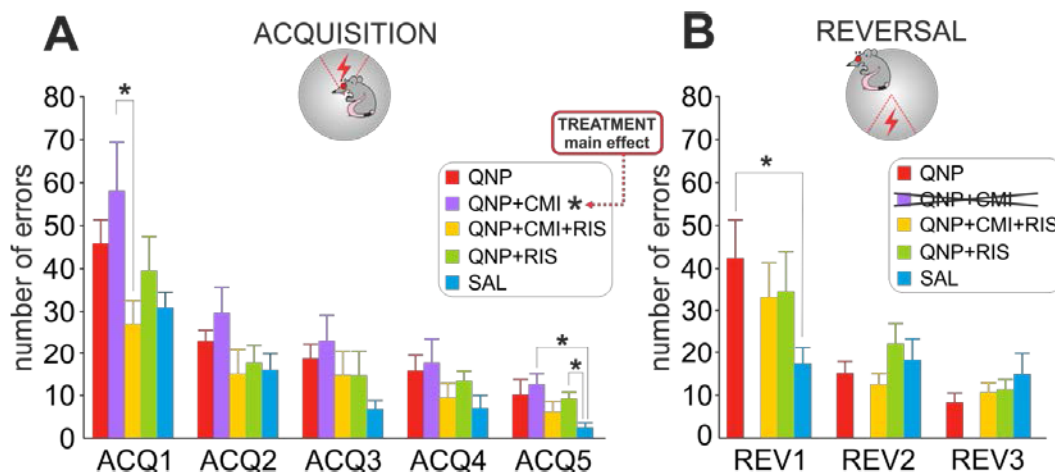 A
ACQUISITION
80
70
60
50
40
30
20
10
0
number of errors
*
TREATMENT
main effect
QNP
QNP+CMI *
QNP+CMI+RIS
QNP+RIS
SAL
*
*
ACQ1 ACQ2 ACQ3 ACQ4 ACQ5
B
REVERSAL
80
70
60
50
40
30
20
10
0
number of errors
*
QNP
QNP+CMI
QNP+CMI+RIS
QNP+RIS
SAL
REV1 REV2 REV3